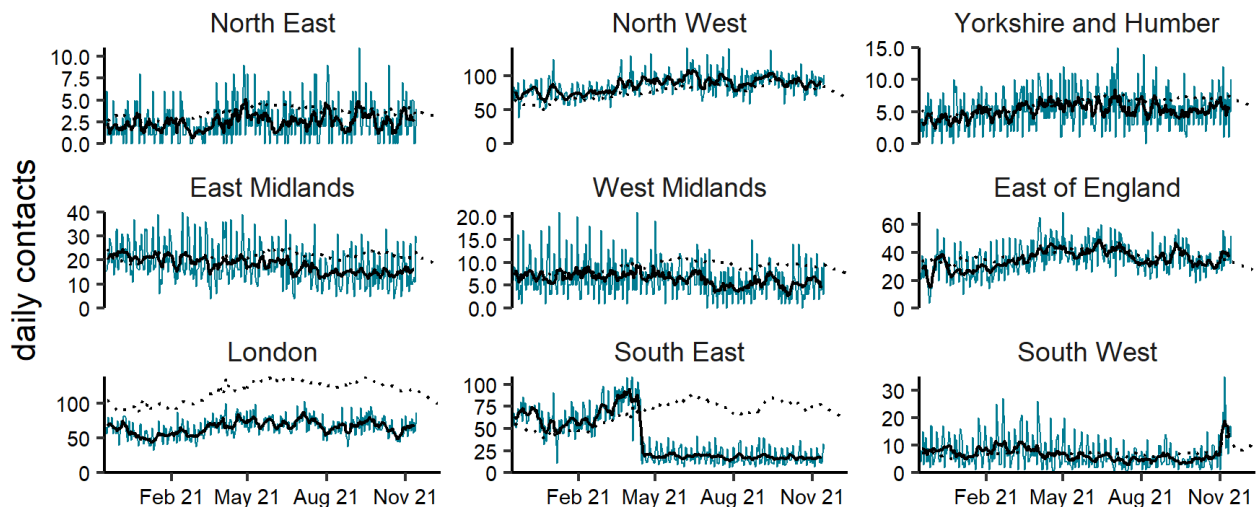 North East North West Yorkshire and Humber
10.0 100 15.0
7.5 10.0
5.0 50 5.0
2.5
0.0 0 0.0
East Midlands West Midlands East of England
40 20.0 60
30 15.0 40
20 10.0 20
10 5.0
0 0.0 0
daily contacts
London South East South West
100 100 30
75 20
50 50 10
25
0 0 0
Feb 21 May 21 Aug 21 Nov 21 Feb 21 May 21 Aug 21 Nov 21 Feb 21 May 21 Aug 21 Nov 21